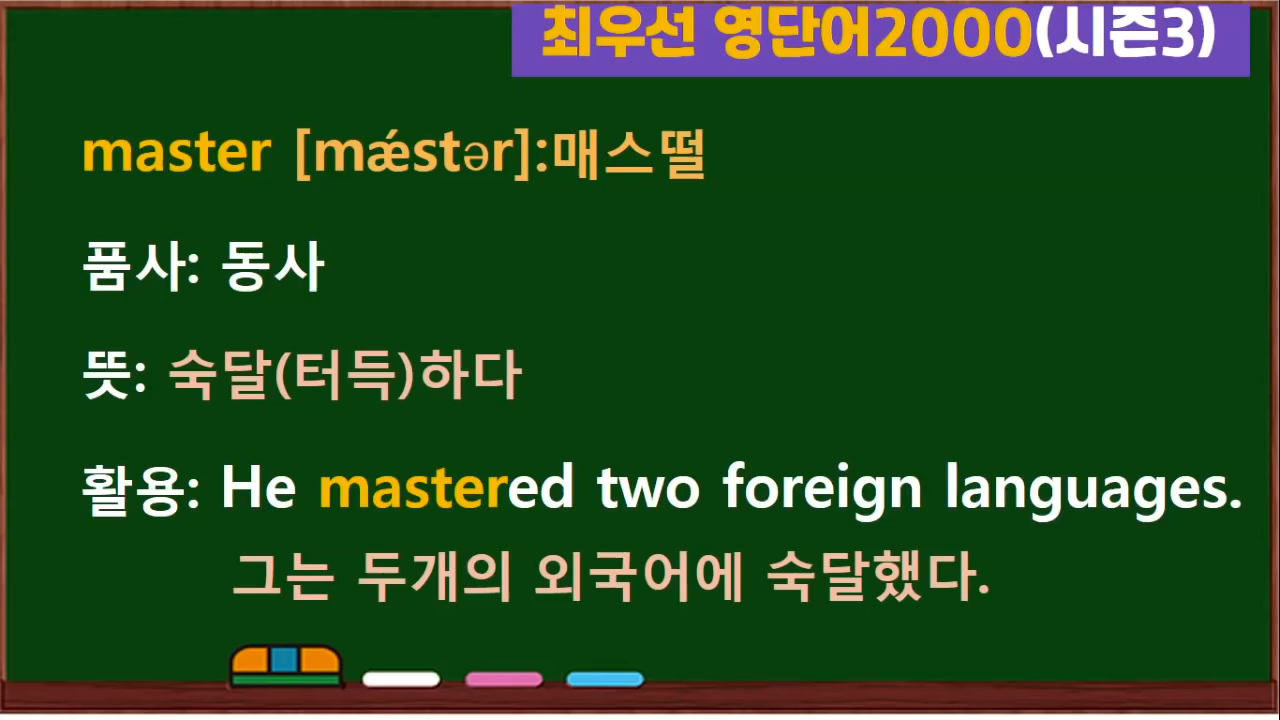 최우선 영단어2000(시즌3)
master [mǽstər]:매스떨
품사: 동사
뜻: 숙달(터득)하다
활용: He mastered two foreign languages.
그는 두개의 외국어에 숙달했다.